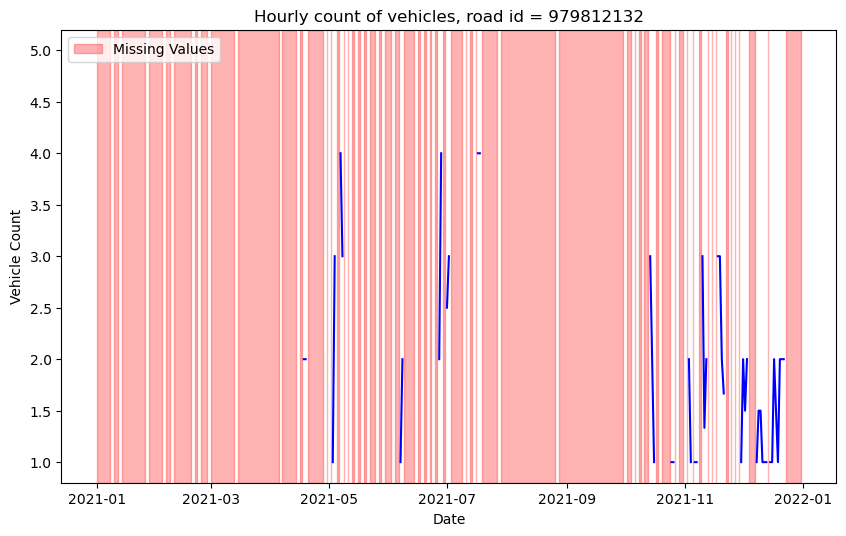 Hourly count of vehicles, road id = 979812132
Missing Values
Vehicle Count
5.0
4.5
4.0
3.5
3.0
2.5
2.0
1.5
1.0
2021-01 2021-03 2021-05 2021-07 2021-09 2021-11 2022-01
Date